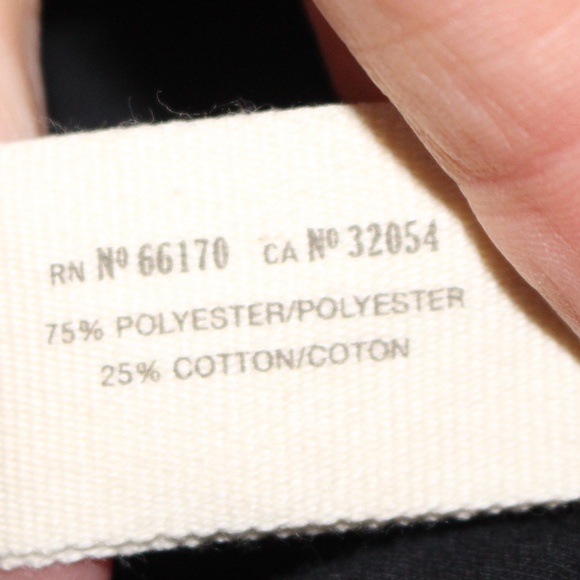 RN Nº 66170 CA Nº 32054
75% POLYESTER/POLYESTER
25% COTTON/COTON